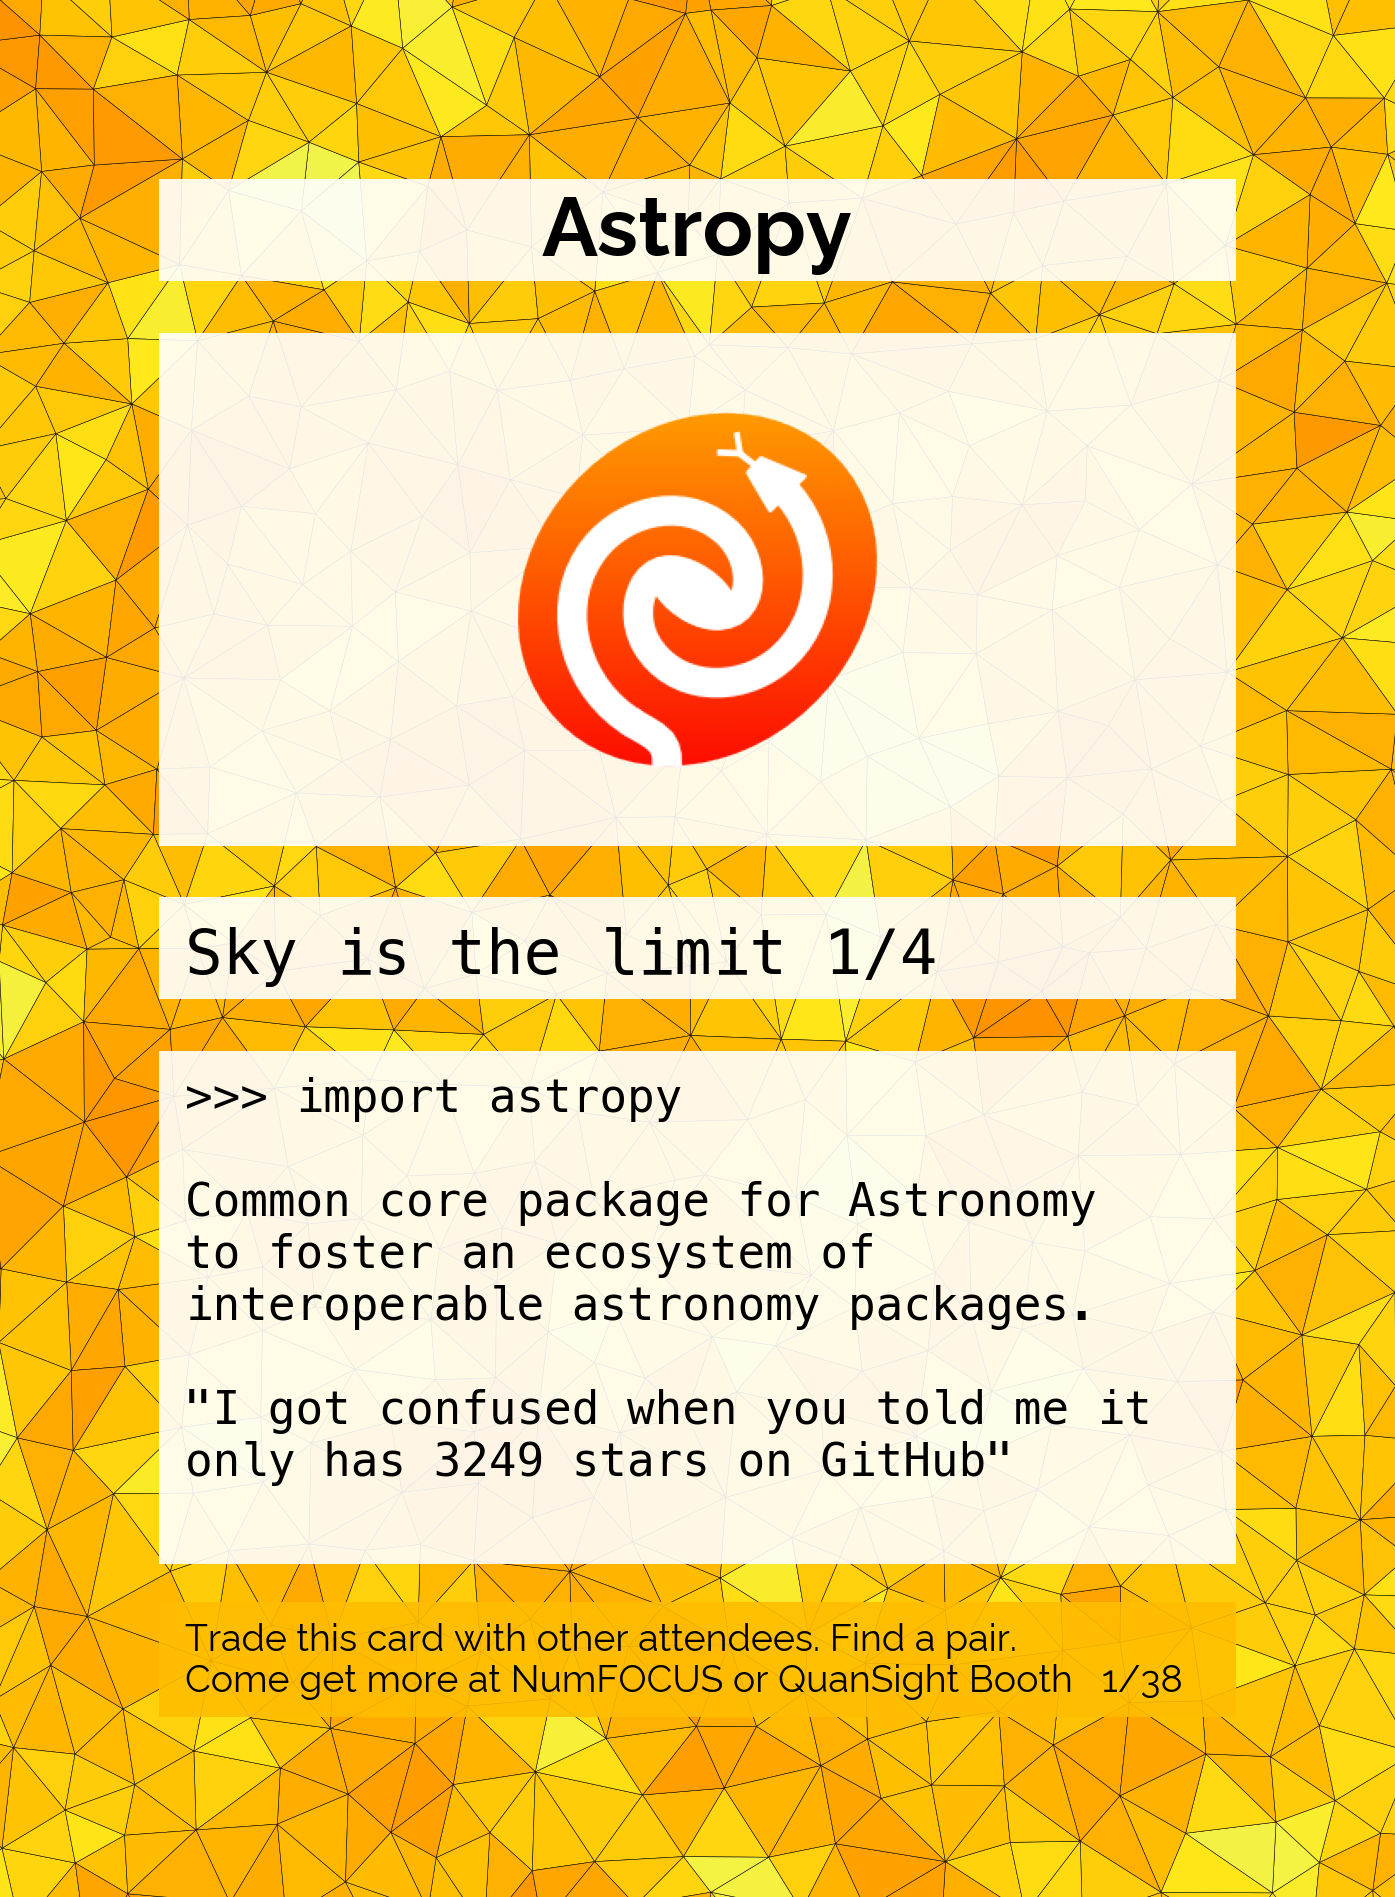 Astropy
Sky is the limit 1/4
>>> import astropy
Common core package for Astronomy
to foster an ecosystem of
interoperable astronomy packages.
"I got confused when you told me it
only has 3249 stars on GitHub"
Trade this card with other attendees. Find a pair.
Come get more at NumFOCUS or QuanSight Booth 1/38